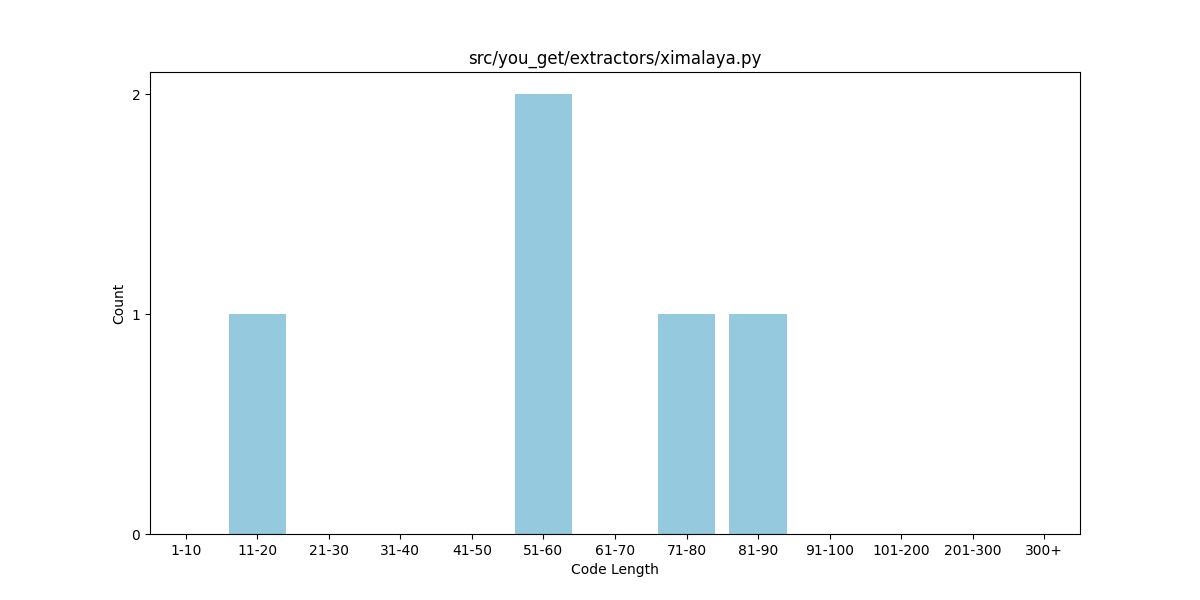 src/you_get/extractors/ximalaya.py
Count
2
1
0
1-10 11-20 21-30 31-40 41-50 51-60 61-70 71-80 81-90 91-100 101-200 201-300 300+
Code Length